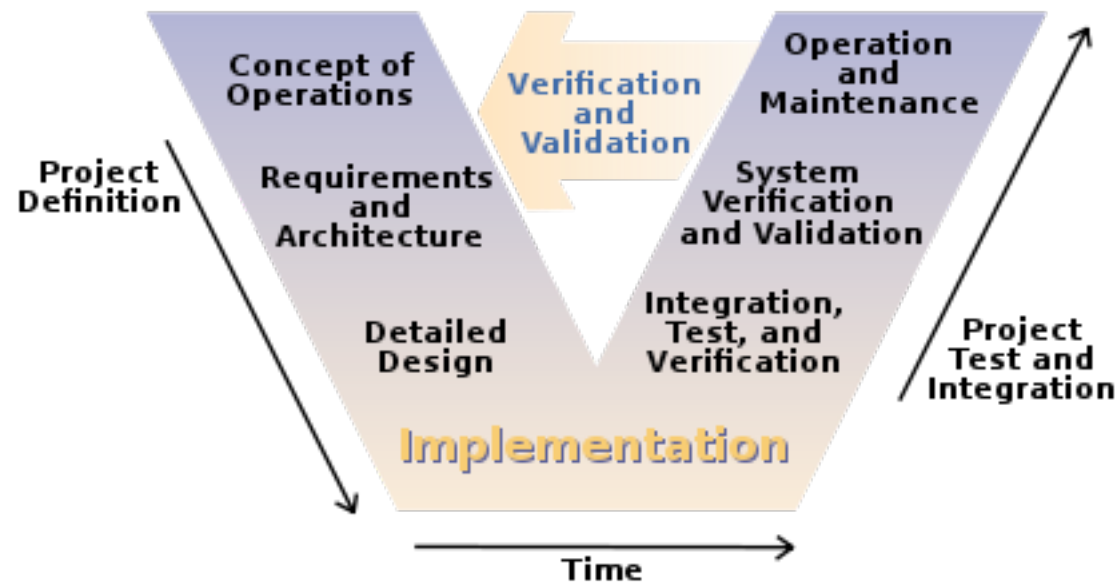 Concept of
Operations
Verification
and
Validation
Operation
and
Maintenance
Project
Definition
Requirements
and
Architecture
System
Verification
and Validation
Detailed
Design
Integration,
Test, and
Verification
Project
Test and
Integration
Implementation
Time